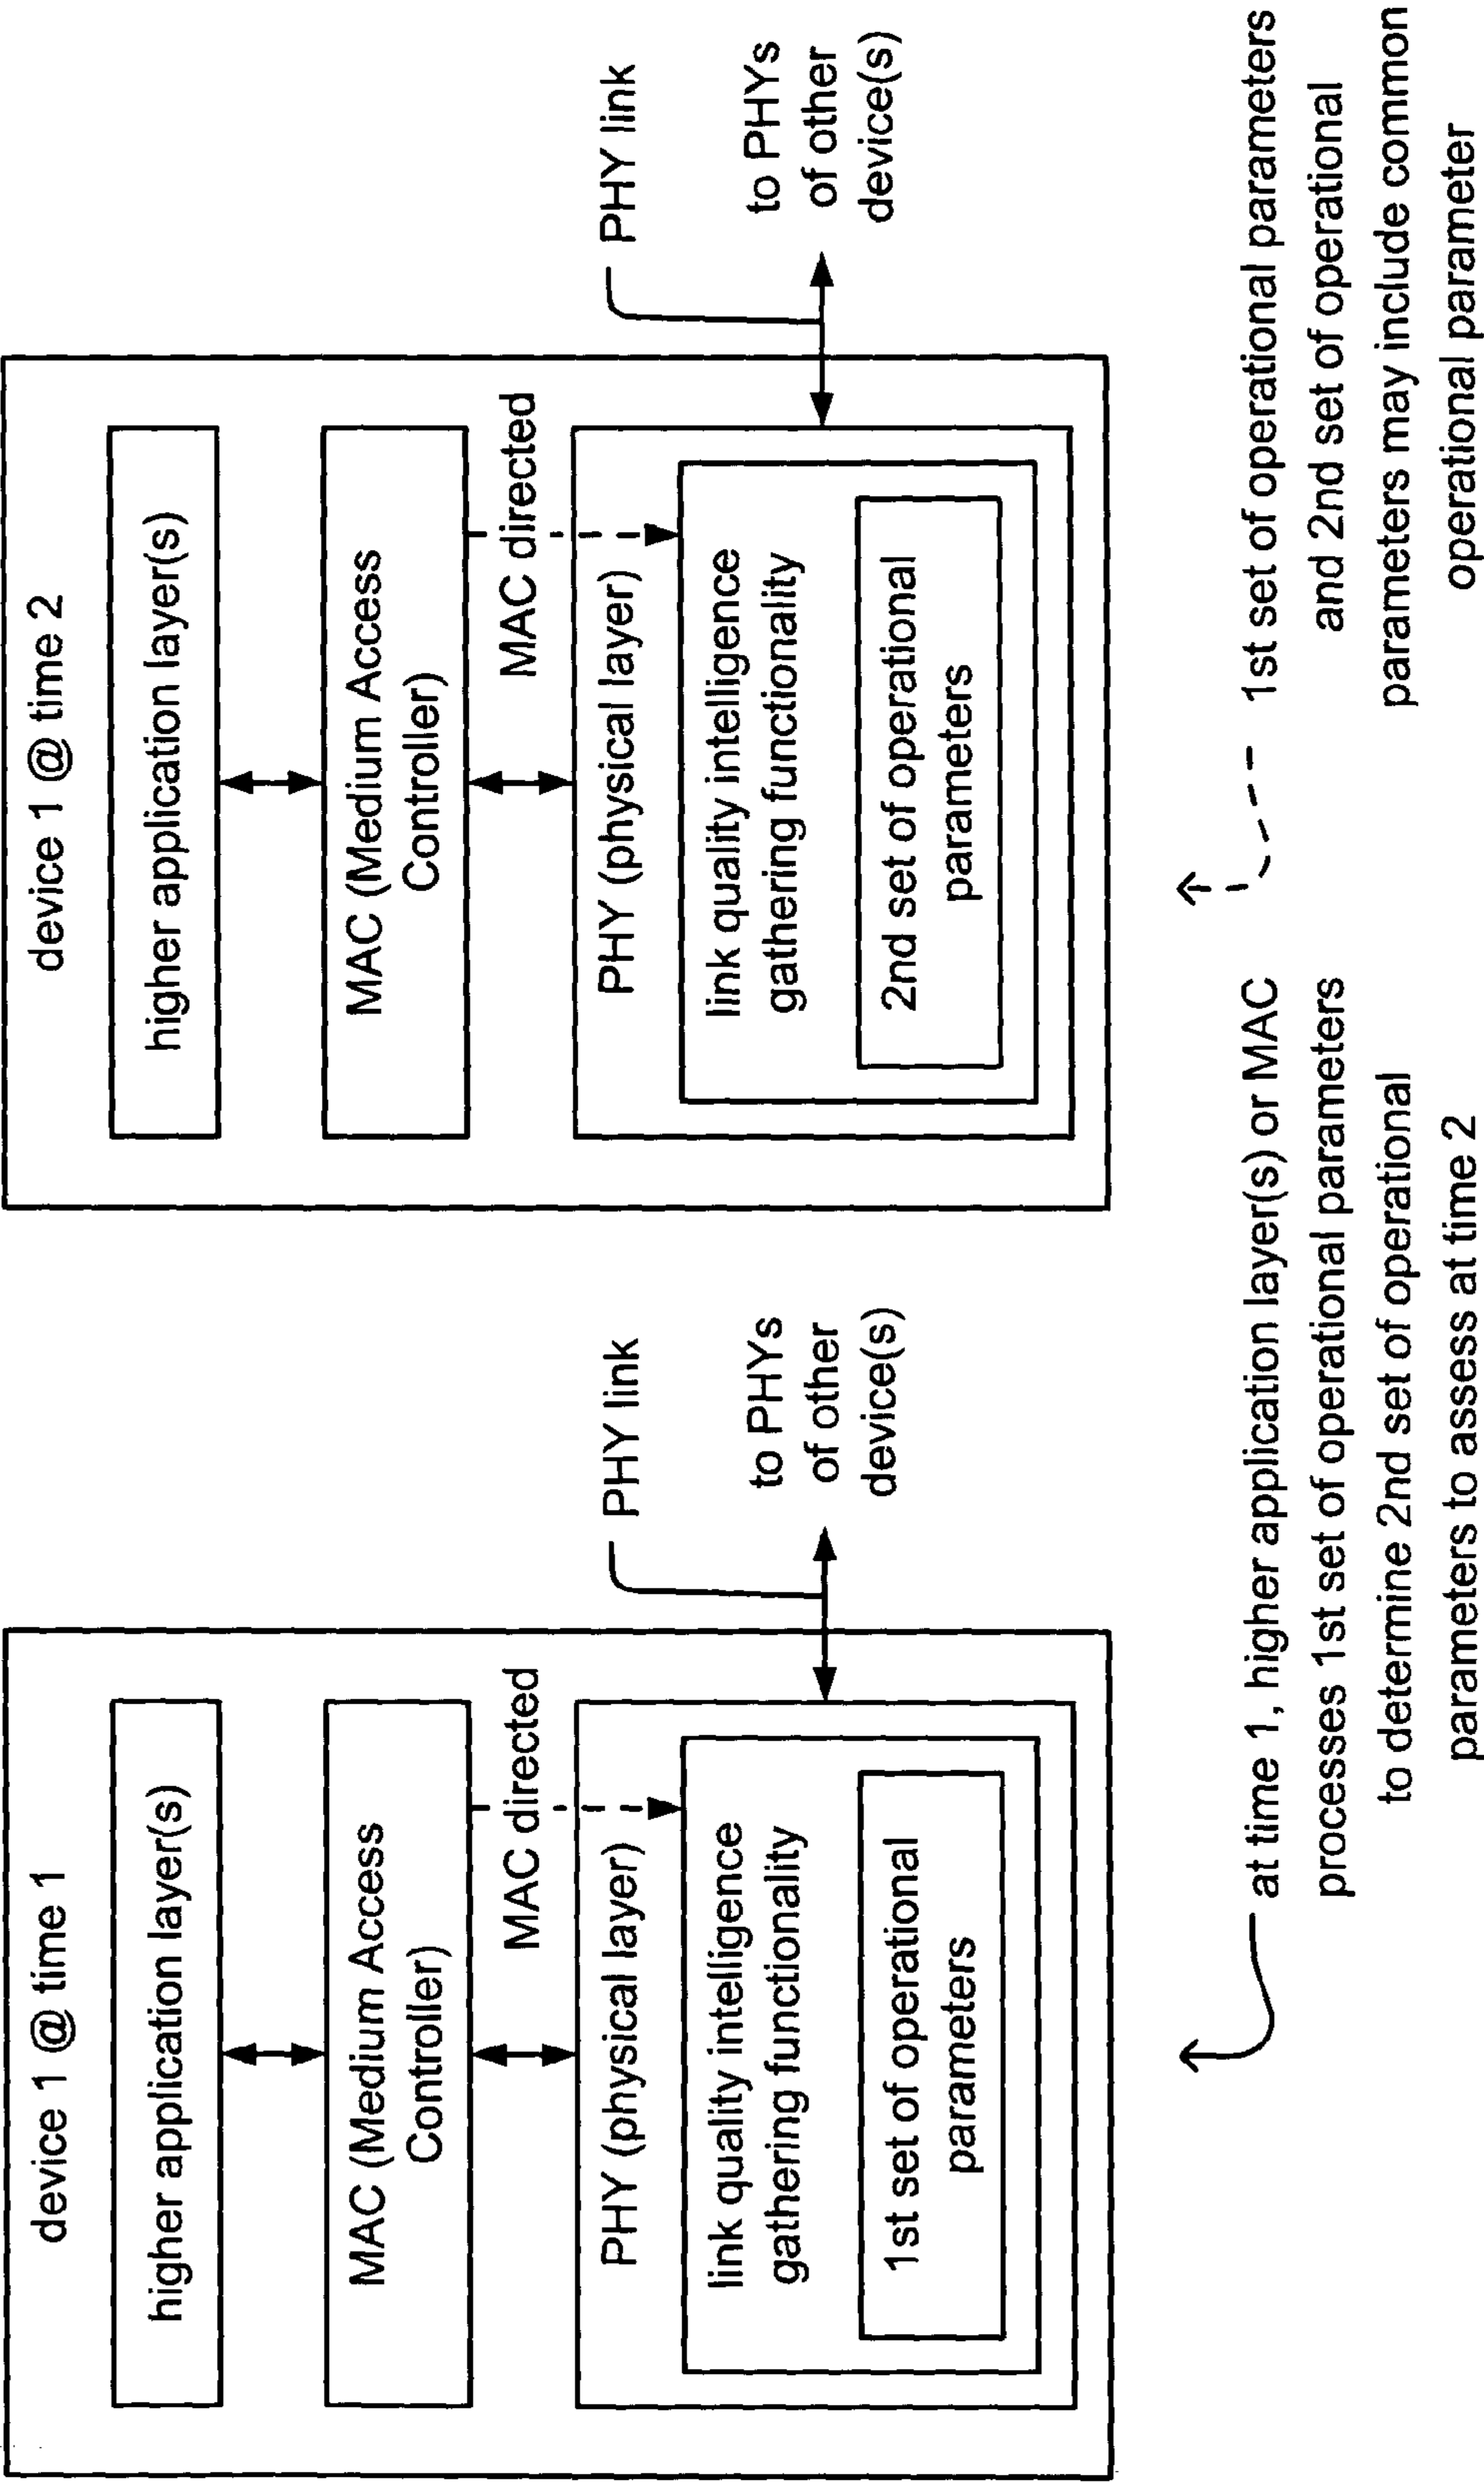 device 1 @ time 1
higher application layer(s)
MAC (Medium Access
Controller)
MAC directed
PHY (physical layer)
link quality intelligence
gathering functionality
1st set of operational
parameters
PHY link
to PHYs
of other
device(s)
device 1 @ time 2
higher application layer(s)
MAC (Medium Access
Controller)
MAC directed
PHY (physical layer)
link quality intelligence
gathering functionality
2nd set of operational
parameters
PHY link
to PHYs
of other
device(s)
at time 1, higher application layer(s) or MAC
processes 1st set of operational parameters
to determine 2nd set of operational
parameters to assess at time 2
1st set of operational parameters
and 2nd set of operational
parameters may include common
operational parameter